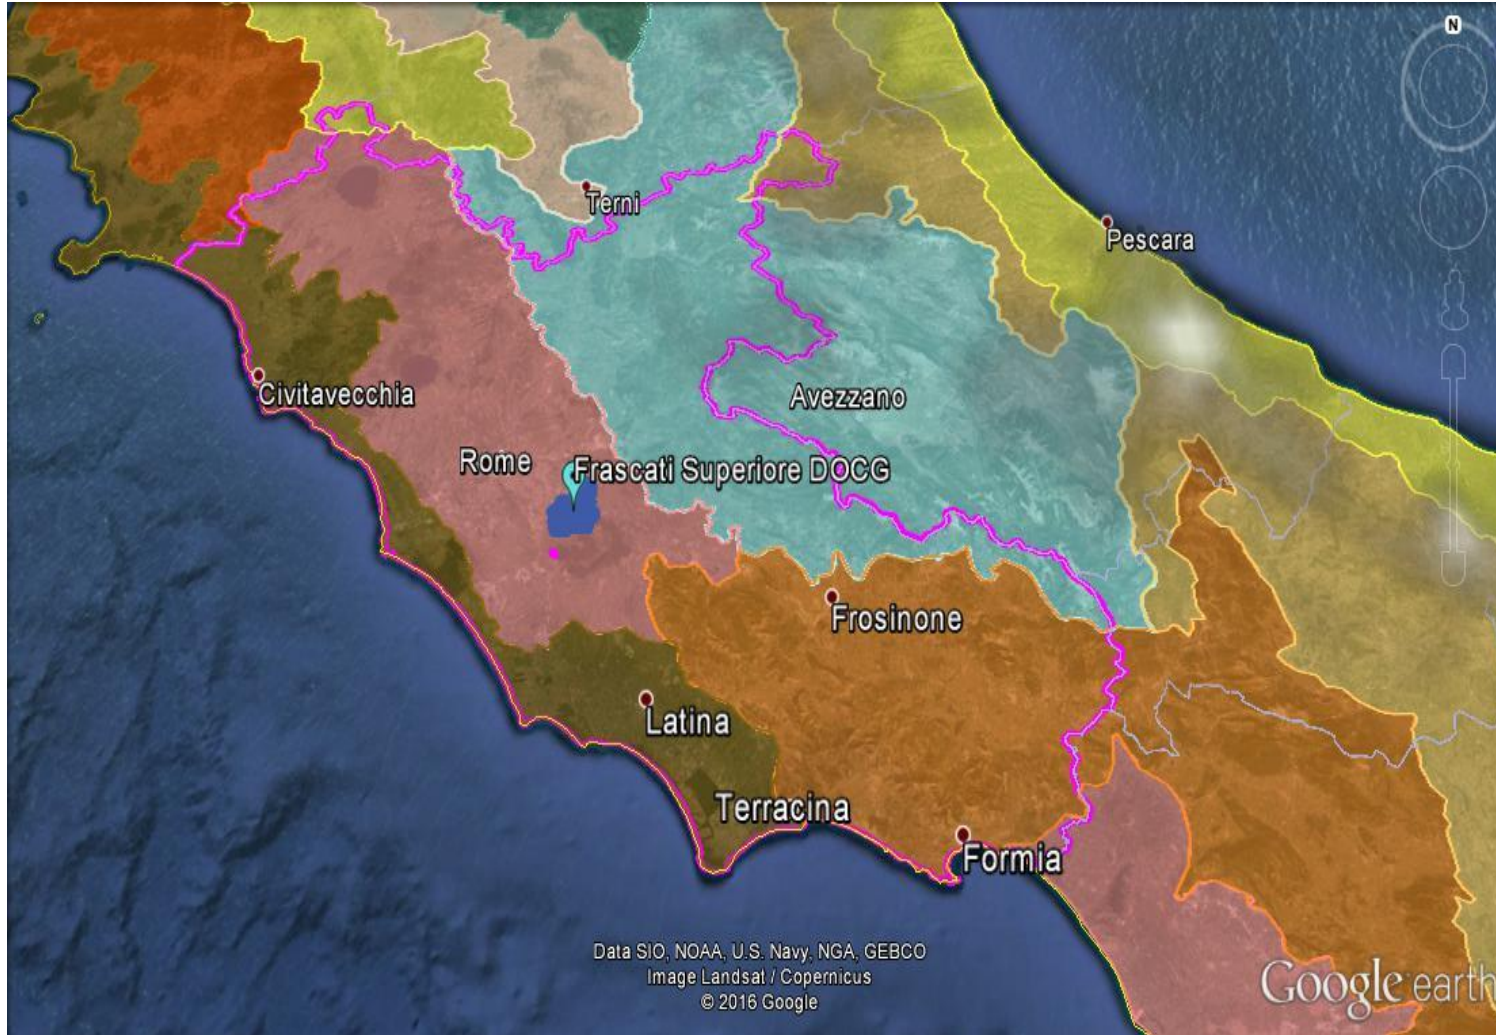 N
Terni
Pescara
Civitavecchia
Avezzano
Rome
Frascati Superiore DOCG
Frosinone
Latina
Terracina
Formia
Data SIO, NOAA, U.S. Navy, NGA, GEBCO
Image Landsat / Copernicus
© 2016 Google
Google earth